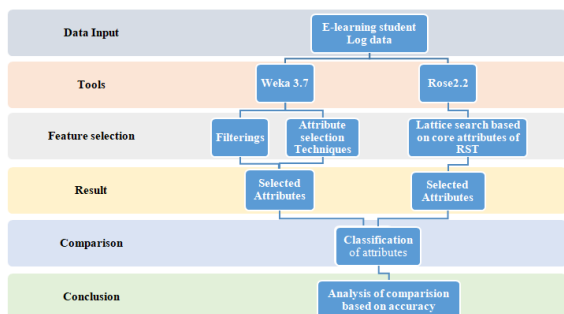 Data Input
E-learning student
Log data
Tools
Weka 3.7
Rose2.2
Feature selection
Filterings
Attribute
selection
Techniques
Lattice search based
on core attributes of
RST
Result
Selected
Attributes
Selected
Attributes
Comparison
Classification
of attributes
Conclusion
Analysis of comparision
based on accuracy